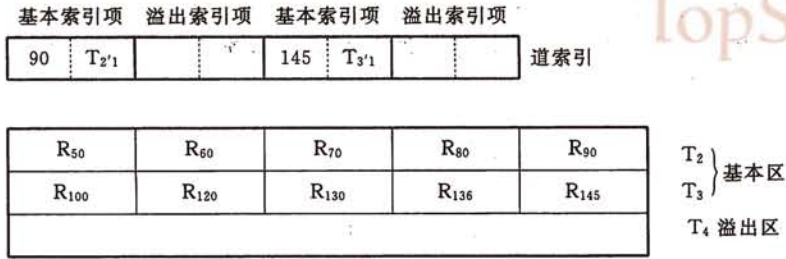 基本索引项 溢出索引项 基本索引项 溢出索引项
90 T₂'₁ 145 T₃'₁ 道索引
R₅₀ R₆₀ R₇₀ R₈₀ R₉₀ T₂
基本区
R₁₀₀ R₁₂₀ R₁₃₀ R₁₃₆ R₁₄₅ T₃
T₄ 溢出区
TopS